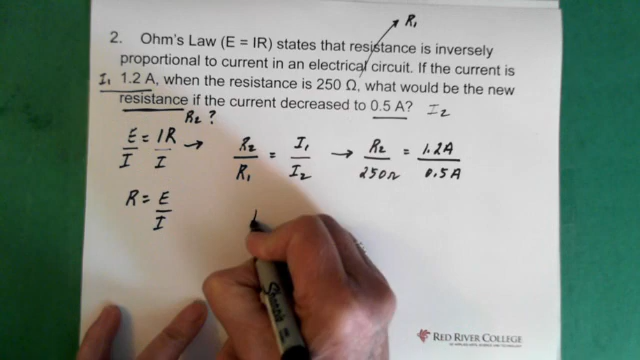 R₁
2. Ohm's Law (E = IR) states that resistance is inversely
proportional to current in an electrical circuit. If the current is
I₁ 1.2 A, when the resistance is 250 Ω, what would be the new
resistance if the current decreased to 0.5 A? I₂
R₂ ?
E/I = IR/I → R₂/R₁ = I₁/I₂ → R₂/250Ω = 1.2A/0.5A
R = E/I
Sharpie
RED RIVER COLLEGE